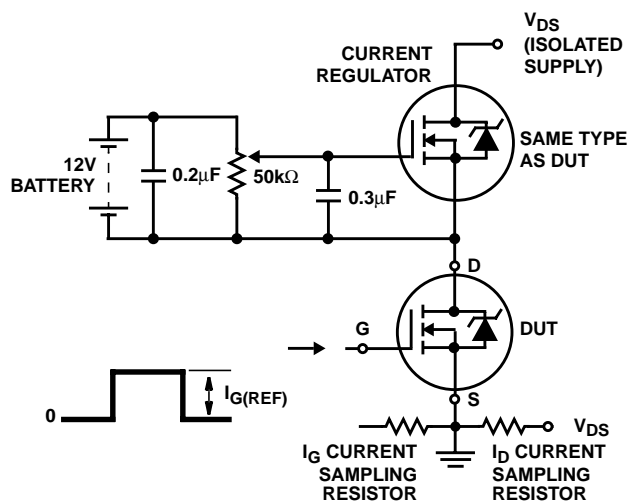 V_DS
(ISOLATED
SUPPLY)
CURRENT
REGULATOR
SAME TYPE
AS DUT
12V
BATTERY
0.2µF
50kΩ
0.3µF
D
G
DUT
0
I_G(REF)
S
V_DS
I_G CURRENT
SAMPLING
RESISTOR
I_D CURRENT
SAMPLING
RESISTOR